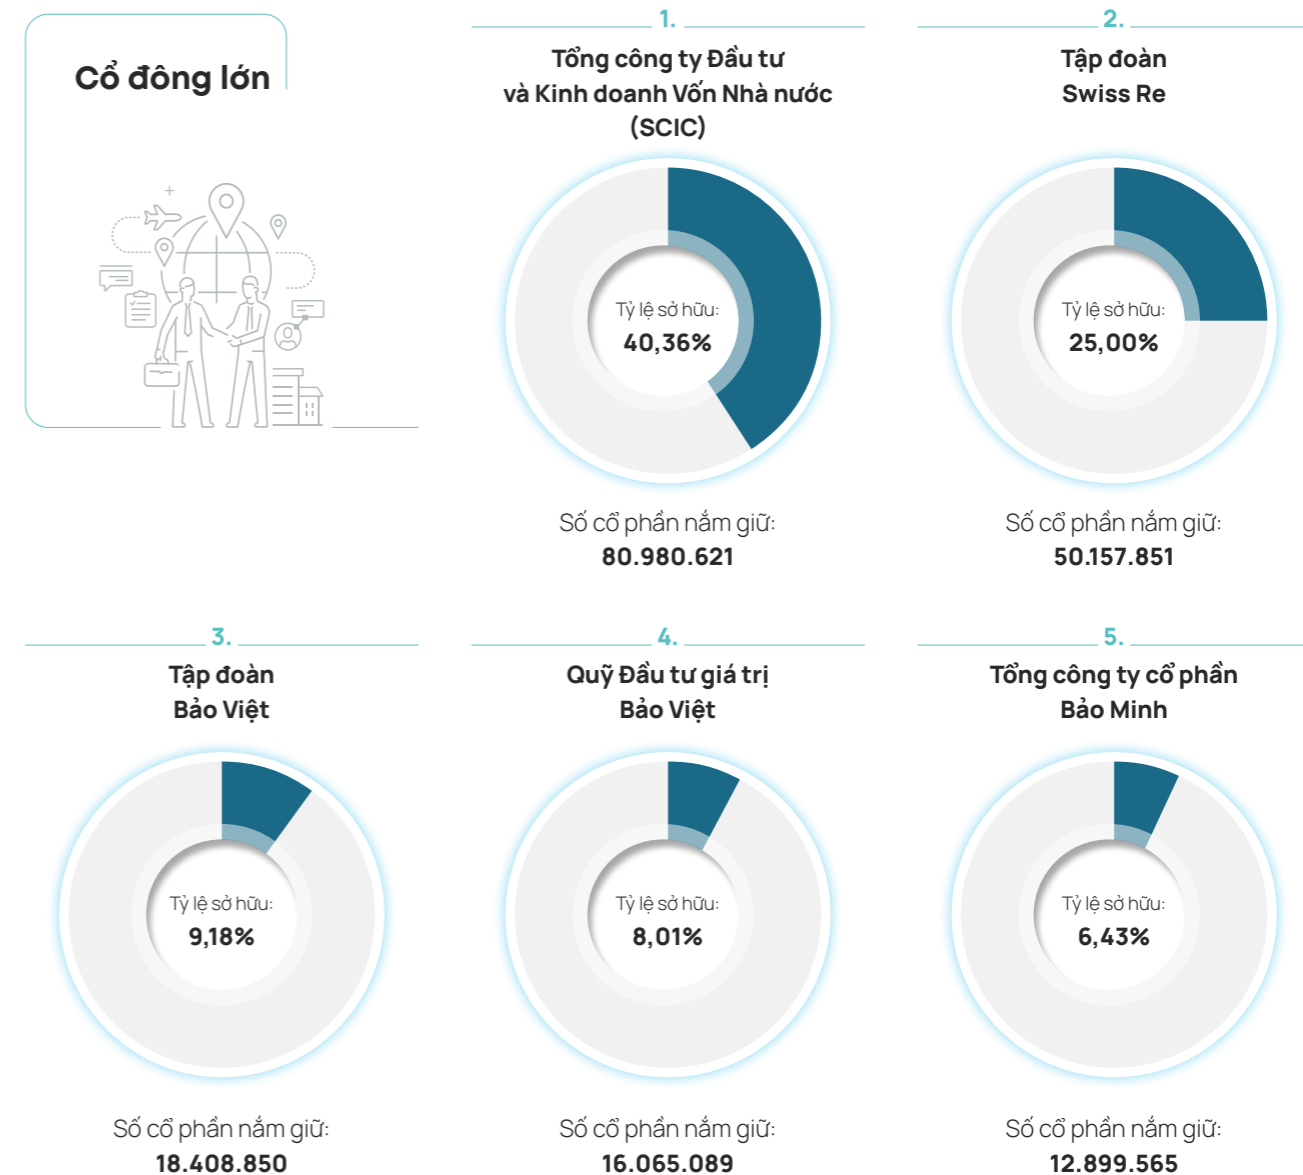 Cổ đông lớn
1.
Tổng công ty Đầu tư
và Kinh doanh Vốn Nhà nước
(SCIC)
Tỷ lệ sở hữu:
40,36%
Số cổ phần nắm giữ:
80.980.621
2.
Tập đoàn
Swiss Re
Tỷ lệ sở hữu:
25,00%
Số cổ phần nắm giữ:
50.157.851
3.
Tập đoàn
Bảo Việt
Tỷ lệ sở hữu:
9,18%
Số cổ phần nắm giữ:
18.408.850
4.
Quỹ Đầu tư giá trị
Bảo Việt
Tỷ lệ sở hữu:
8,01%
Số cổ phần nắm giữ:
16.065.089
5.
Tổng công ty cổ phần
Bảo Minh
Tỷ lệ sở hữu:
6,43%
Số cổ phần nắm giữ:
12.899.565